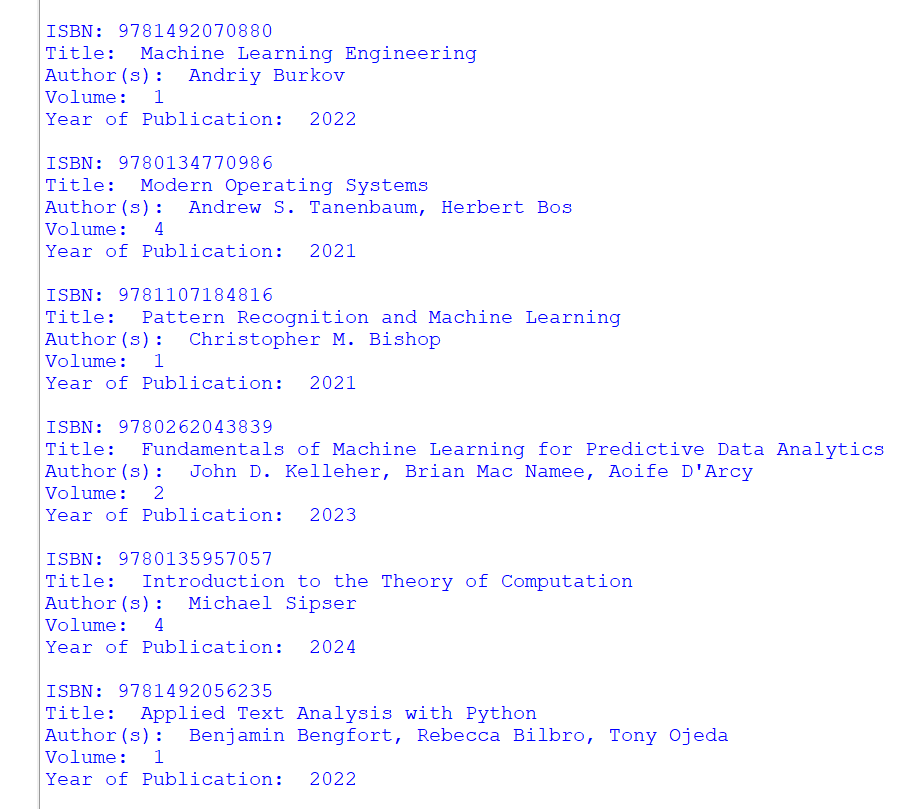 ISBN: 9781492070880
Title:  Machine Learning Engineering
Author(s):  Andriy Burkov
Volume:  1
Year of Publication:  2022
ISBN: 9780134770986
Title:  Modern Operating Systems
Author(s):  Andrew S. Tanenbaum, Herbert Bos
Volume:  4
Year of Publication:  2021
ISBN: 9781107184816
Title:  Pattern Recognition and Machine Learning
Author(s):  Christopher M. Bishop
Volume:  1
Year of Publication:  2021
ISBN: 9780262043839
Title:  Fundamentals of Machine Learning for Predictive Data Analytics
Author(s):  John D. Kelleher, Brian Mac Namee, Aoife D'Arcy
Volume:  2
Year of Publication:  2023
ISBN: 9780135957057
Title:  Introduction to the Theory of Computation
Author(s):  Michael Sipser
Volume:  4
Year of Publication:  2024
ISBN: 9781492056235
Title:  Applied Text Analysis with Python
Author(s):  Benjamin Bengfort, Rebecca Bilbro, Tony Ojeda
Volume:  1
Year of Publication:  2022